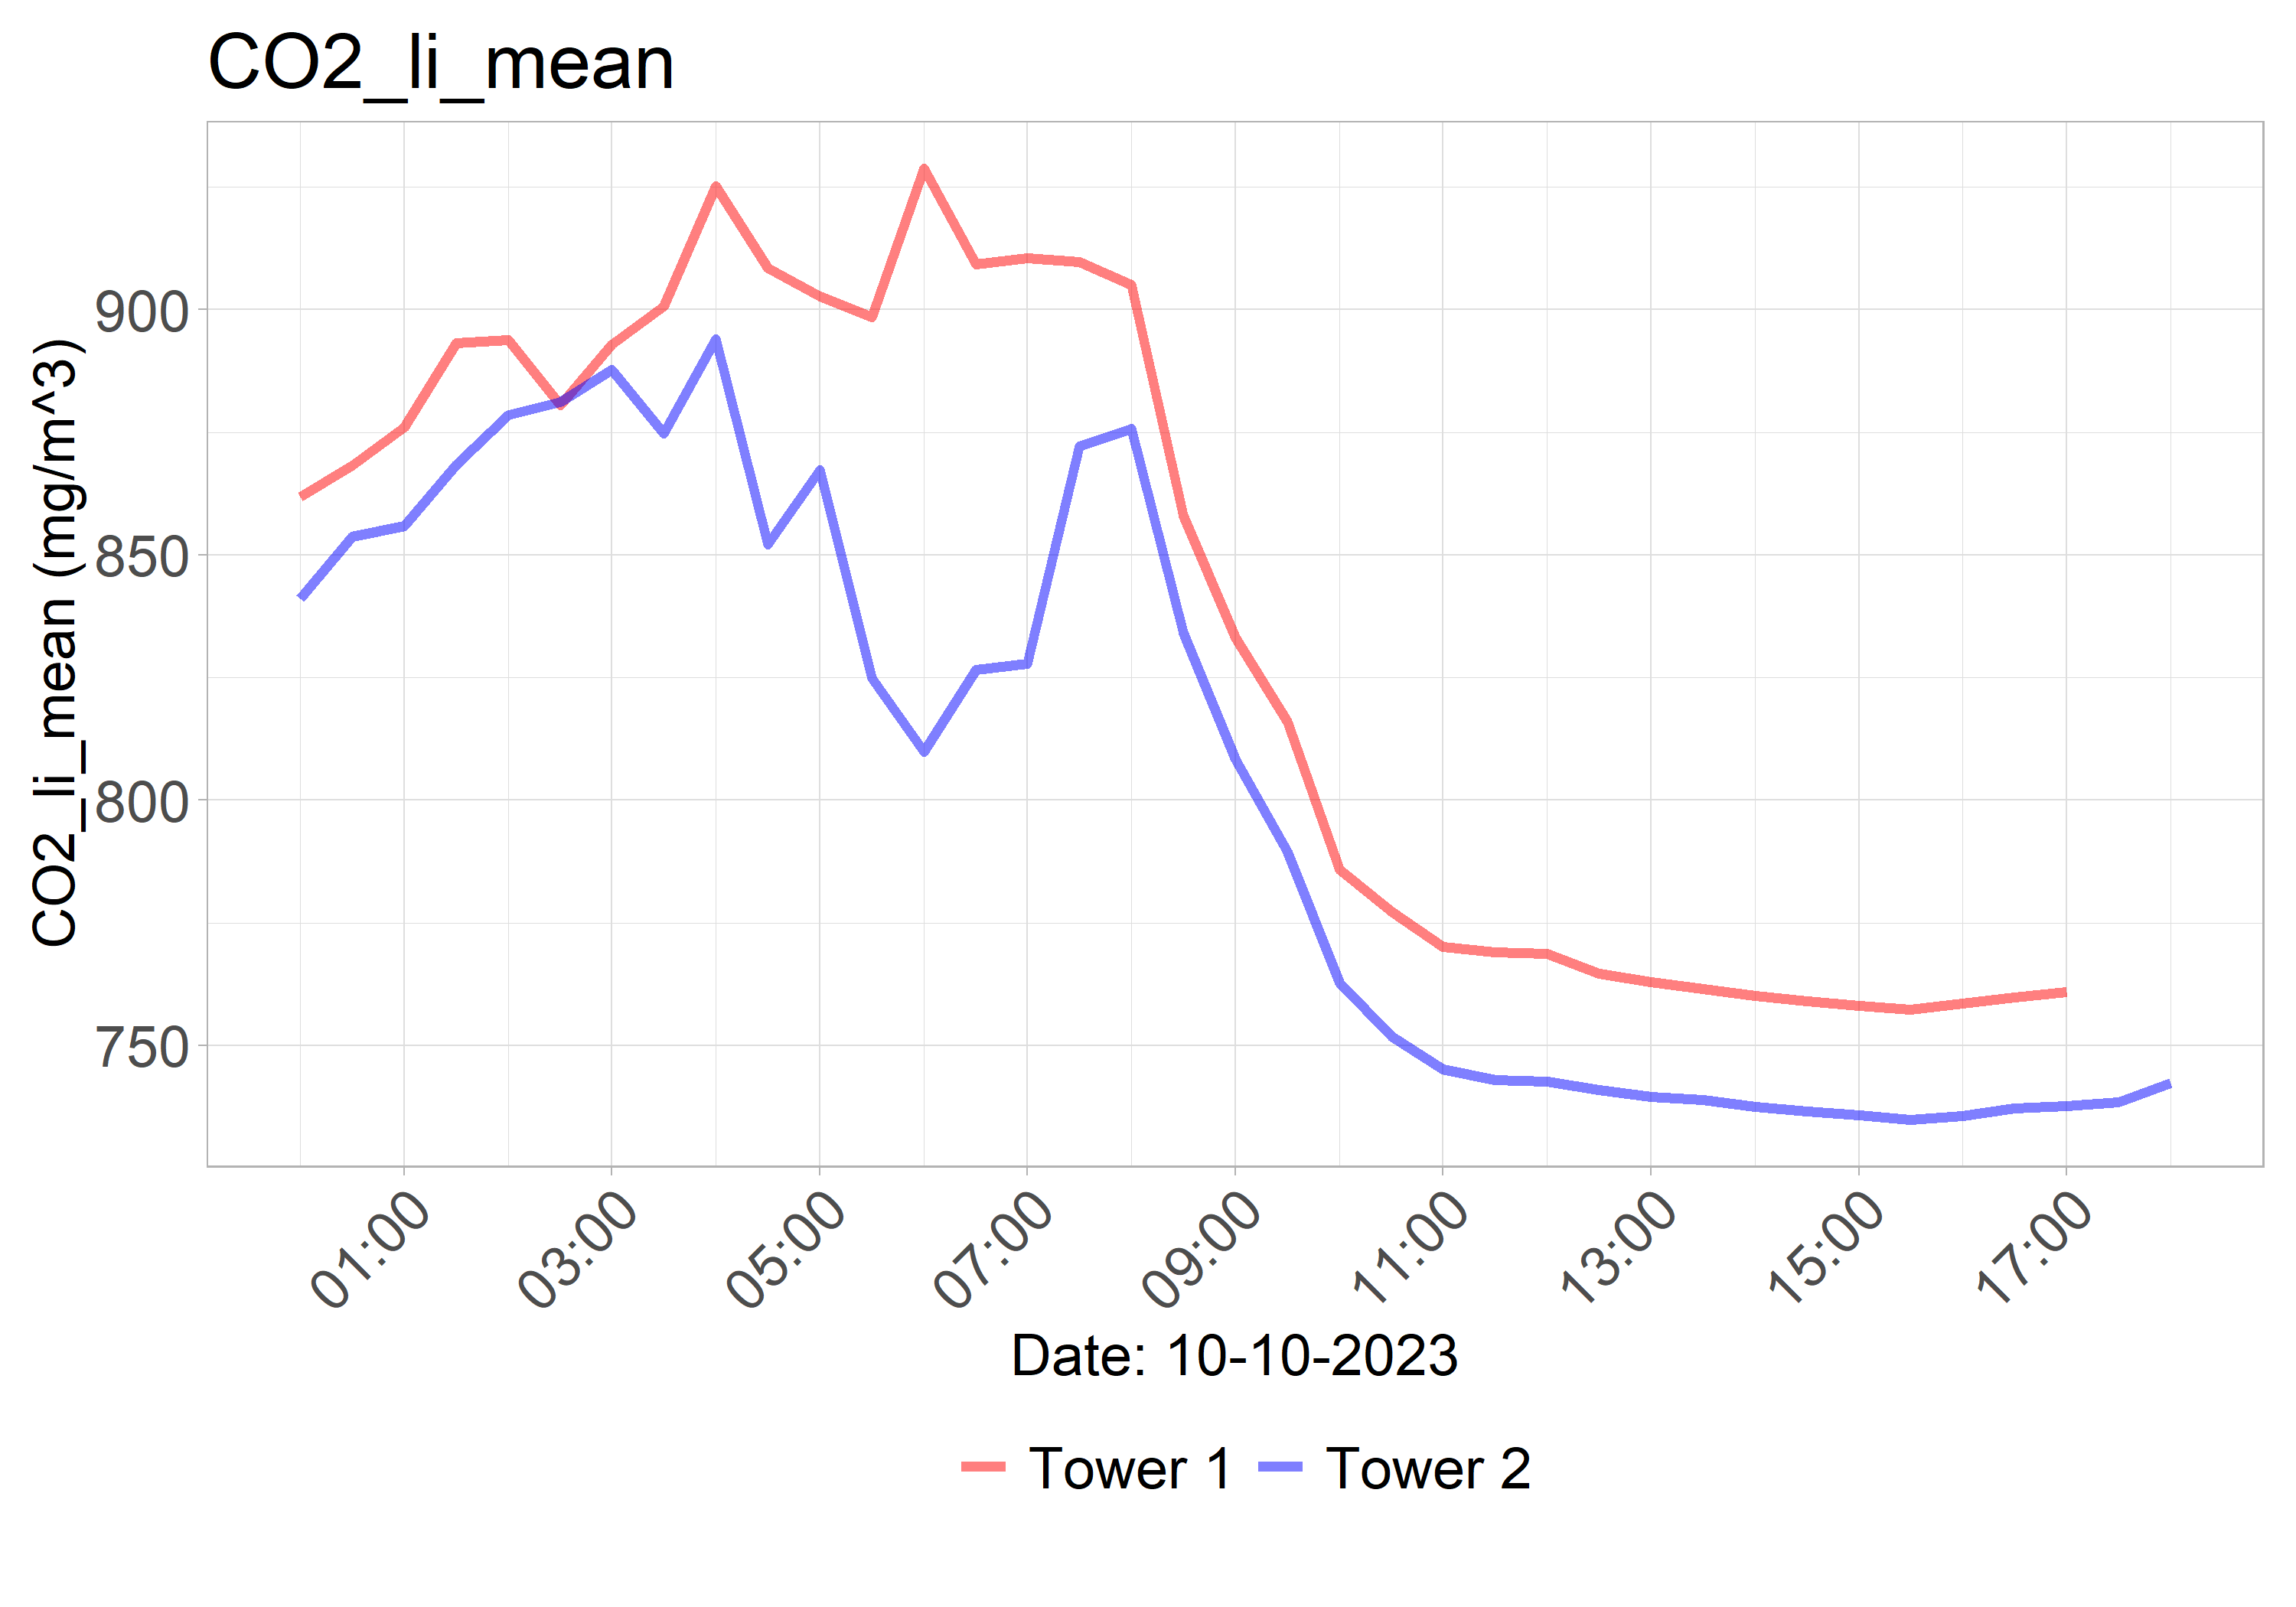 CO2_li_mean
CO2_li_mean (mg/m^3)
900
850
800
750
01:00
03:00
05:00
07:00
09:00
11:00
13:00
15:00
17:00
Date: 10-10-2023
Tower 1
Tower 2